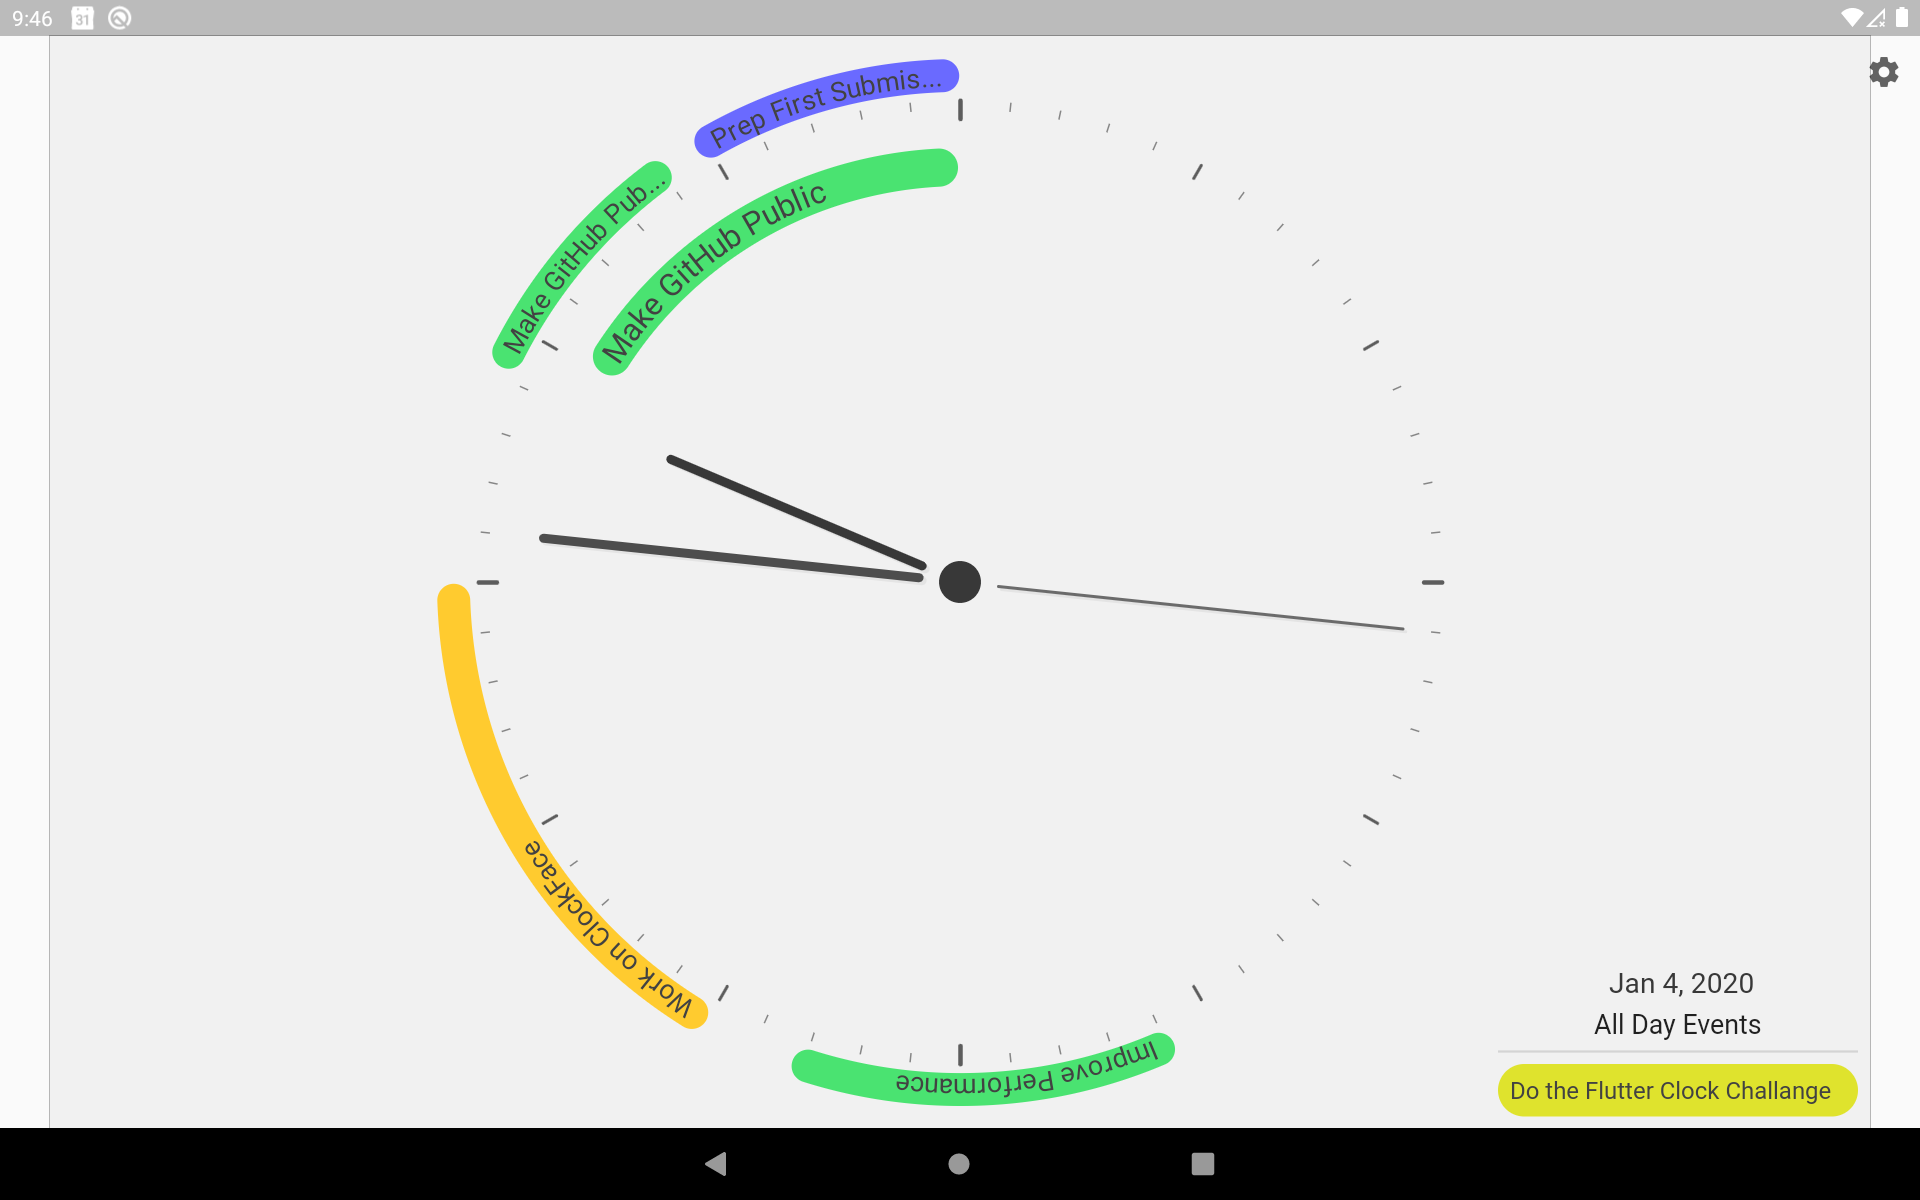 9:46
31
Prep First Submis...
Make GitHub Pub...
Make GitHub Public
Work on ClockFace
Improve Performance
Jan 4, 2020
All Day Events
Do the Flutter Clock Challange